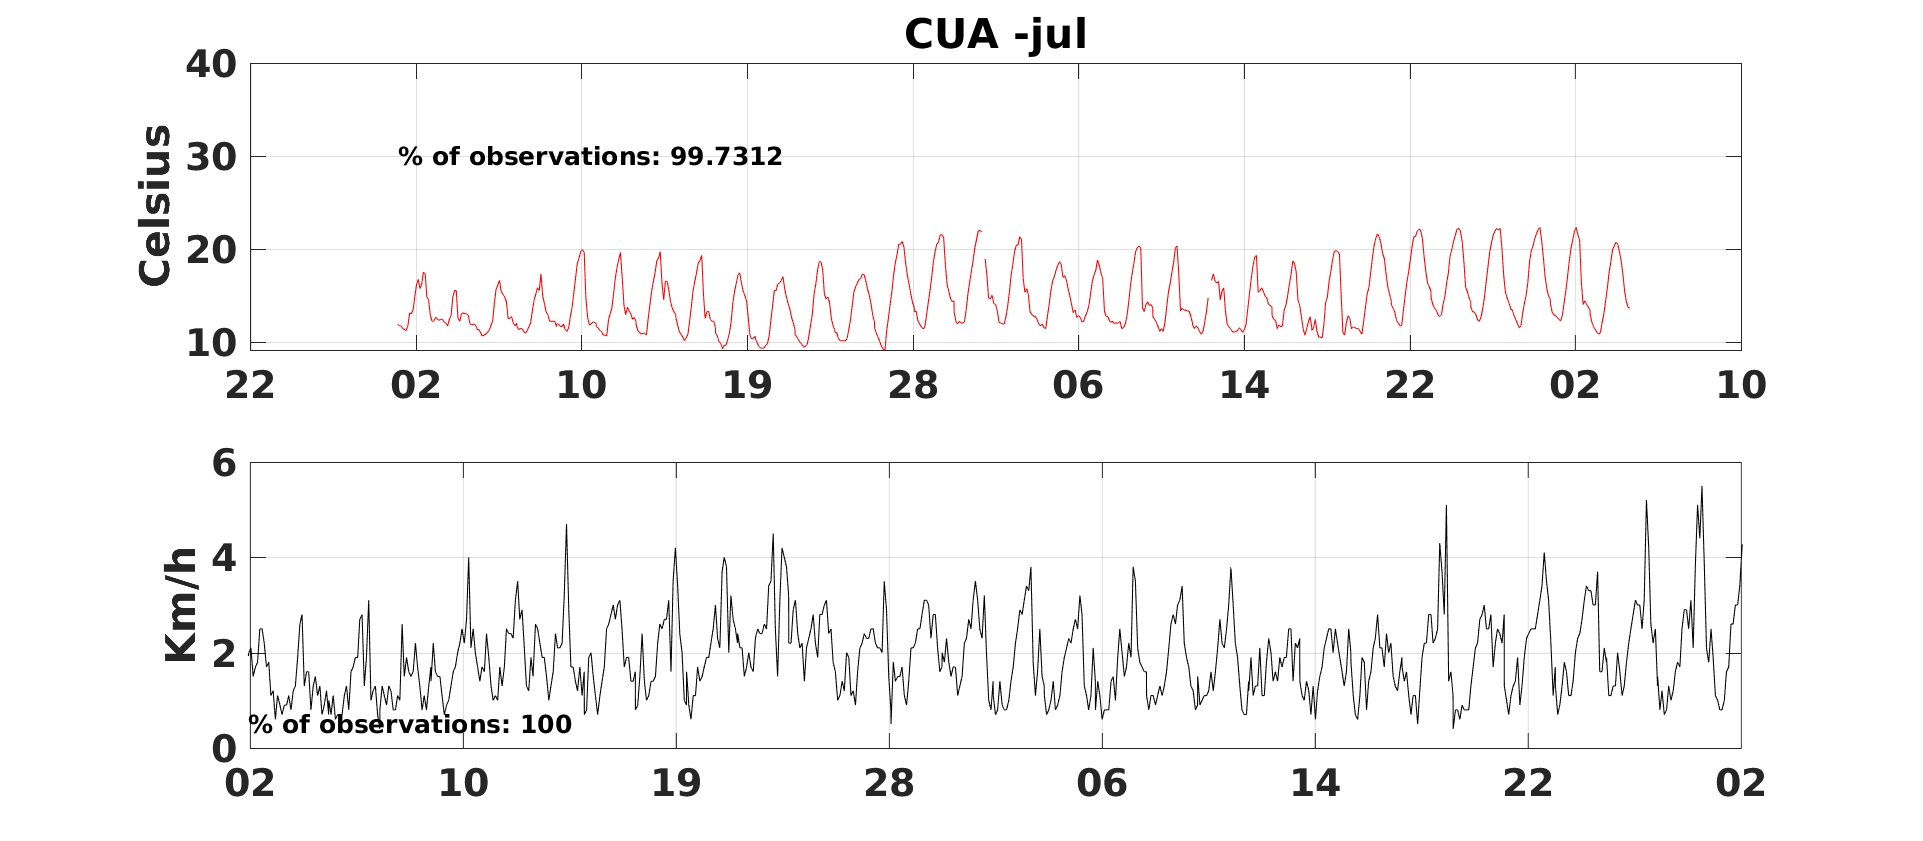 CUA -jul
Celsius
40
30
20
10
% of observations: 99.7312
22 02 10 19 28 06 14 22 02 10
Km/h
6
4
2
0
% of observations: 100
02 10 19 28 06 14 22 02